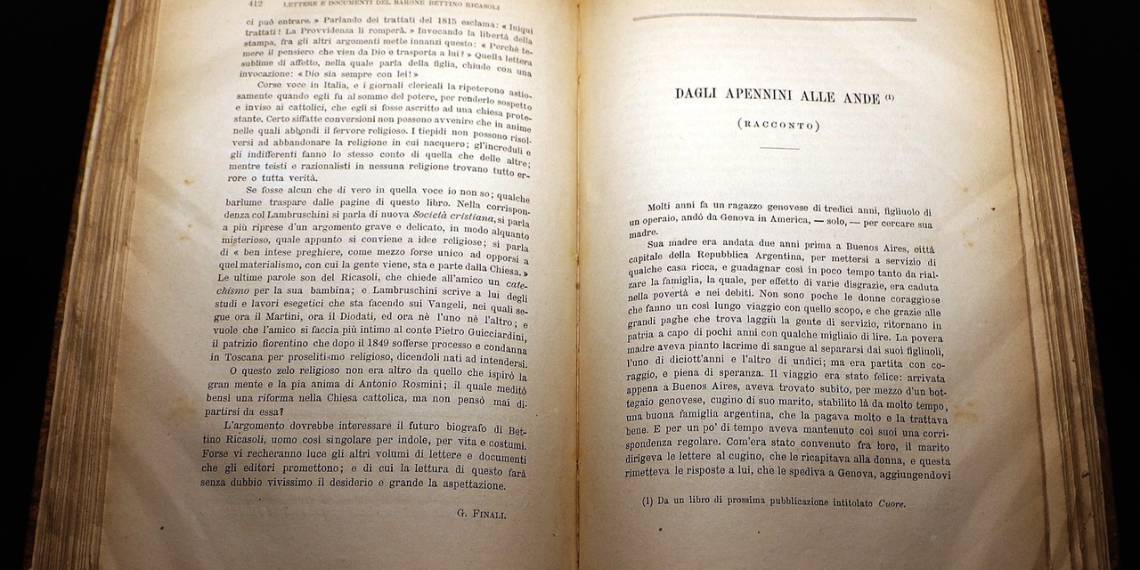 412 LETTERE E DOCUMENTI DEL BARONE BETTINO RICASOLI
ci può entrare. » Parlando dei trattati del 1815 esclama: « Iniqui
trattati! La Provvidenza li romperà. » Invocando la libertà della
stampa, fra gli altri argomenti mette innanzi questo: « Perchè te-
mere il pensiero che vien da Dio e trasporta a lui! » Quella lettera
sublime di affetto, nella quale parla della figlia, chiude con una
invocazione: « Dio sia sempre con lei! »
Corse voce in Italia, e i giornali clericali la ripeterono astio-
samente quando egli fu al sommo del potere, per renderlo sospetto
e inviso ai cattolici, che egli si fosse ascritto ad una chiesa prote-
stante. Certo siffatte conversioni non possono avvenire che in anime
nelle quali abbondi il fervore religioso. I tiepidi non possono risol-
versi ad abbandonare la religione in cui nacquero; gl'increduli e
gli indifferenti fanno lo stesso conto di quella che delle altre;
mentre teisti e razionalisti in nessuna religione trovano tutto er-
rore o tutta verità.
Se fosse alcun che di vero in quella voce io non so; qualche
barlume traspare dalle pagine di questo libro. Nella corrispon-
denza col Lambruschini si parla di nuova Società cristiana, si parla
a più riprese d'un argomento grave e delicato, in modo alquanto
misterioso, quale appunto si conviene a idee religiose; si parla
di « ben intese preghiere, come mezzo forse unico ad opporsi a
quel materialismo, con cui la gente viene, sta e parte dalla Chiesa. »
Le ultime parole son del Ricasoli, che chiede all'amico un cate-
chismo per la sua bambina; e Lambruschini scrive a lui degli
studi e lavori esegetici che sta facendo sui Vangeli, nei quali se-
gue ora il Martini, ora il Diodati, ed ora nè l'uno nè l'altro; e
vuole che l'amico si faccia più intimo al conte Pietro Guicciardini,
il patrizio fiorentino che dopo il 1849 sofferse processo e condanna
in Toscana per proselitismo religioso, dicendoli nati ad intendersi.
O questo zelo religioso non era altro da quello che ispirò la
gran mente e la pia anima di Antonio Rosmini; il quale meditò
bensì una riforma nella Chiesa cattolica, ma non pensò mai di-
partirsi da essa?
L'argomento dovrebbe interessare il futuro biografo di Bet-
tino Ricasoli, uomo così singolare per indole, per vita e costumi.
Forse vi recheranno luce gli altri volumi di lettere e documenti
che gli editori promettono; e di cui la lettura di questo farà
senza dubbio vivissimo il desiderio e grande la aspettazione.
G. FINALI.
DAGLI APENNINI ALLE ANDE (1)
(RACCONTO)
Molti anni fa un ragazzo genovese di tredici anni, figliuolo di
un operaio, andò da Genova in America, — solo, — per cercare sua
madre.
Sua madre era andata due anni prima a Buenos Aires, città
capitale della Repubblica Argentina, per mettersi a servizio di
qualche casa ricca, e guadagnar così in poco tempo tanto da rial-
zare la famiglia, la quale, per effetto di varie disgrazie, era caduta
nella povertà e nei debiti. Non sono poche le donne coraggiose
che fanno un così lungo viaggio con quello scopo, e che grazie alle
grandi paghe che trova laggiù la gente di servizio, ritornano in
patria a capo di pochi anni con qualche migliaio di lire. La povera
madre aveva pianto lacrime di sangue al separarsi dai suoi figliuoli,
l'uno di diciott'anni e l'altro di undici; ma era partita con co-
raggio, e piena di speranza. Il viaggio era stato felice: arrivata
appena a Buenos Aires, aveva trovato subito, per mezzo d'un bot-
tegaio genovese, cugino di suo marito, stabilito là da molto tempo,
una buona famiglia argentina, che la pagava molto e la trattava
bene. E per un po' di tempo aveva mantenuto coi suoi una corri-
spondenza regolare. Com'era stato convenuto fra loro, il marito
dirigeva le lettere al cugino, che le ricapitava alla donna, e questa
rimetteva le risposte a lui, che le spediva a Genova, aggiungendovi
(1) Da un libro di prossima pubblicazione intitolato Cuore.